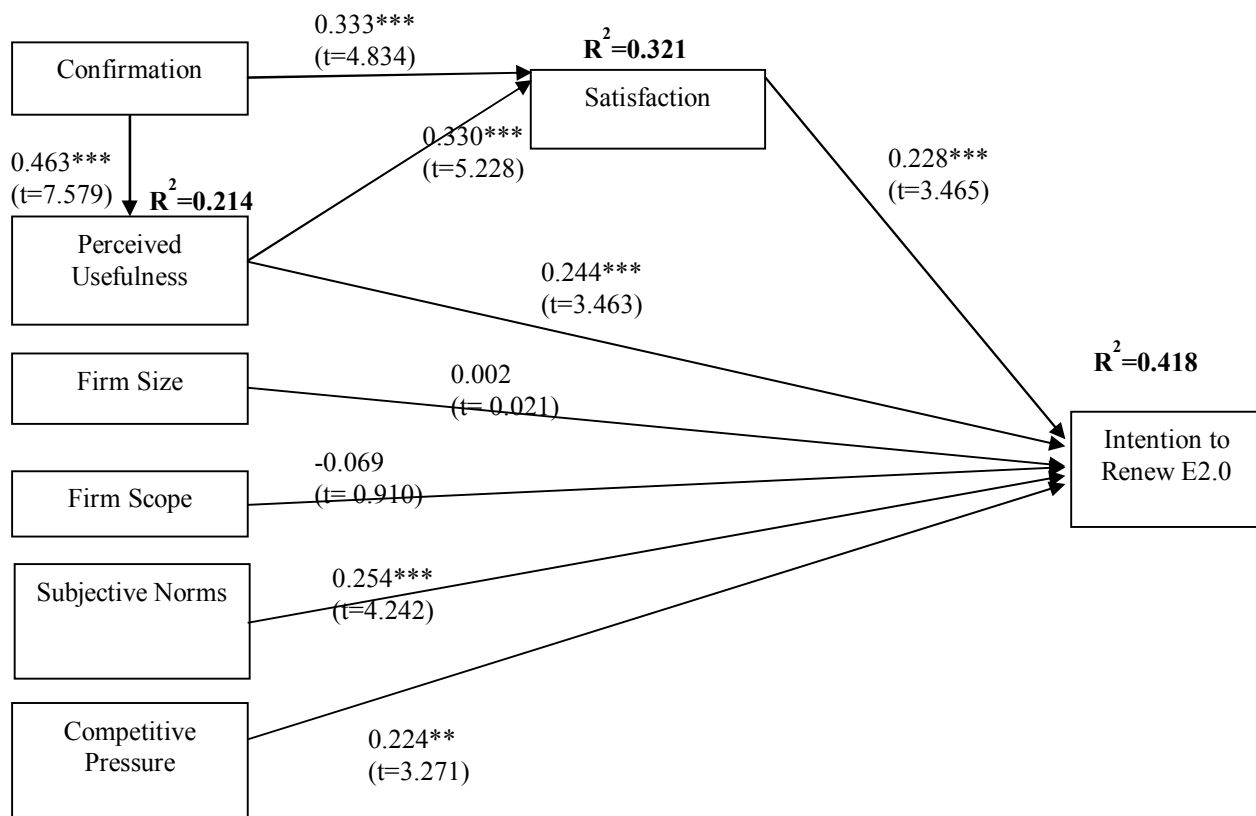 0.333***
(t=4.834)
R²=0.321
Confirmation
Satisfaction
0.463***
(t=7.579)
R²=0.214
0.330***
(t=5.228)
0.228***
(t=3.465)
Perceived
Usefulness
0.244***
(t=3.463)
R²=0.418
Firm Size
0.002
(t= 0.021)
Intention to
Renew E2.0
Firm Scope
-0.069
(t= 0.910)
Subjective Norms
0.254***
(t=4.242)
Competitive
Pressure
0.224**
(t=3.271)